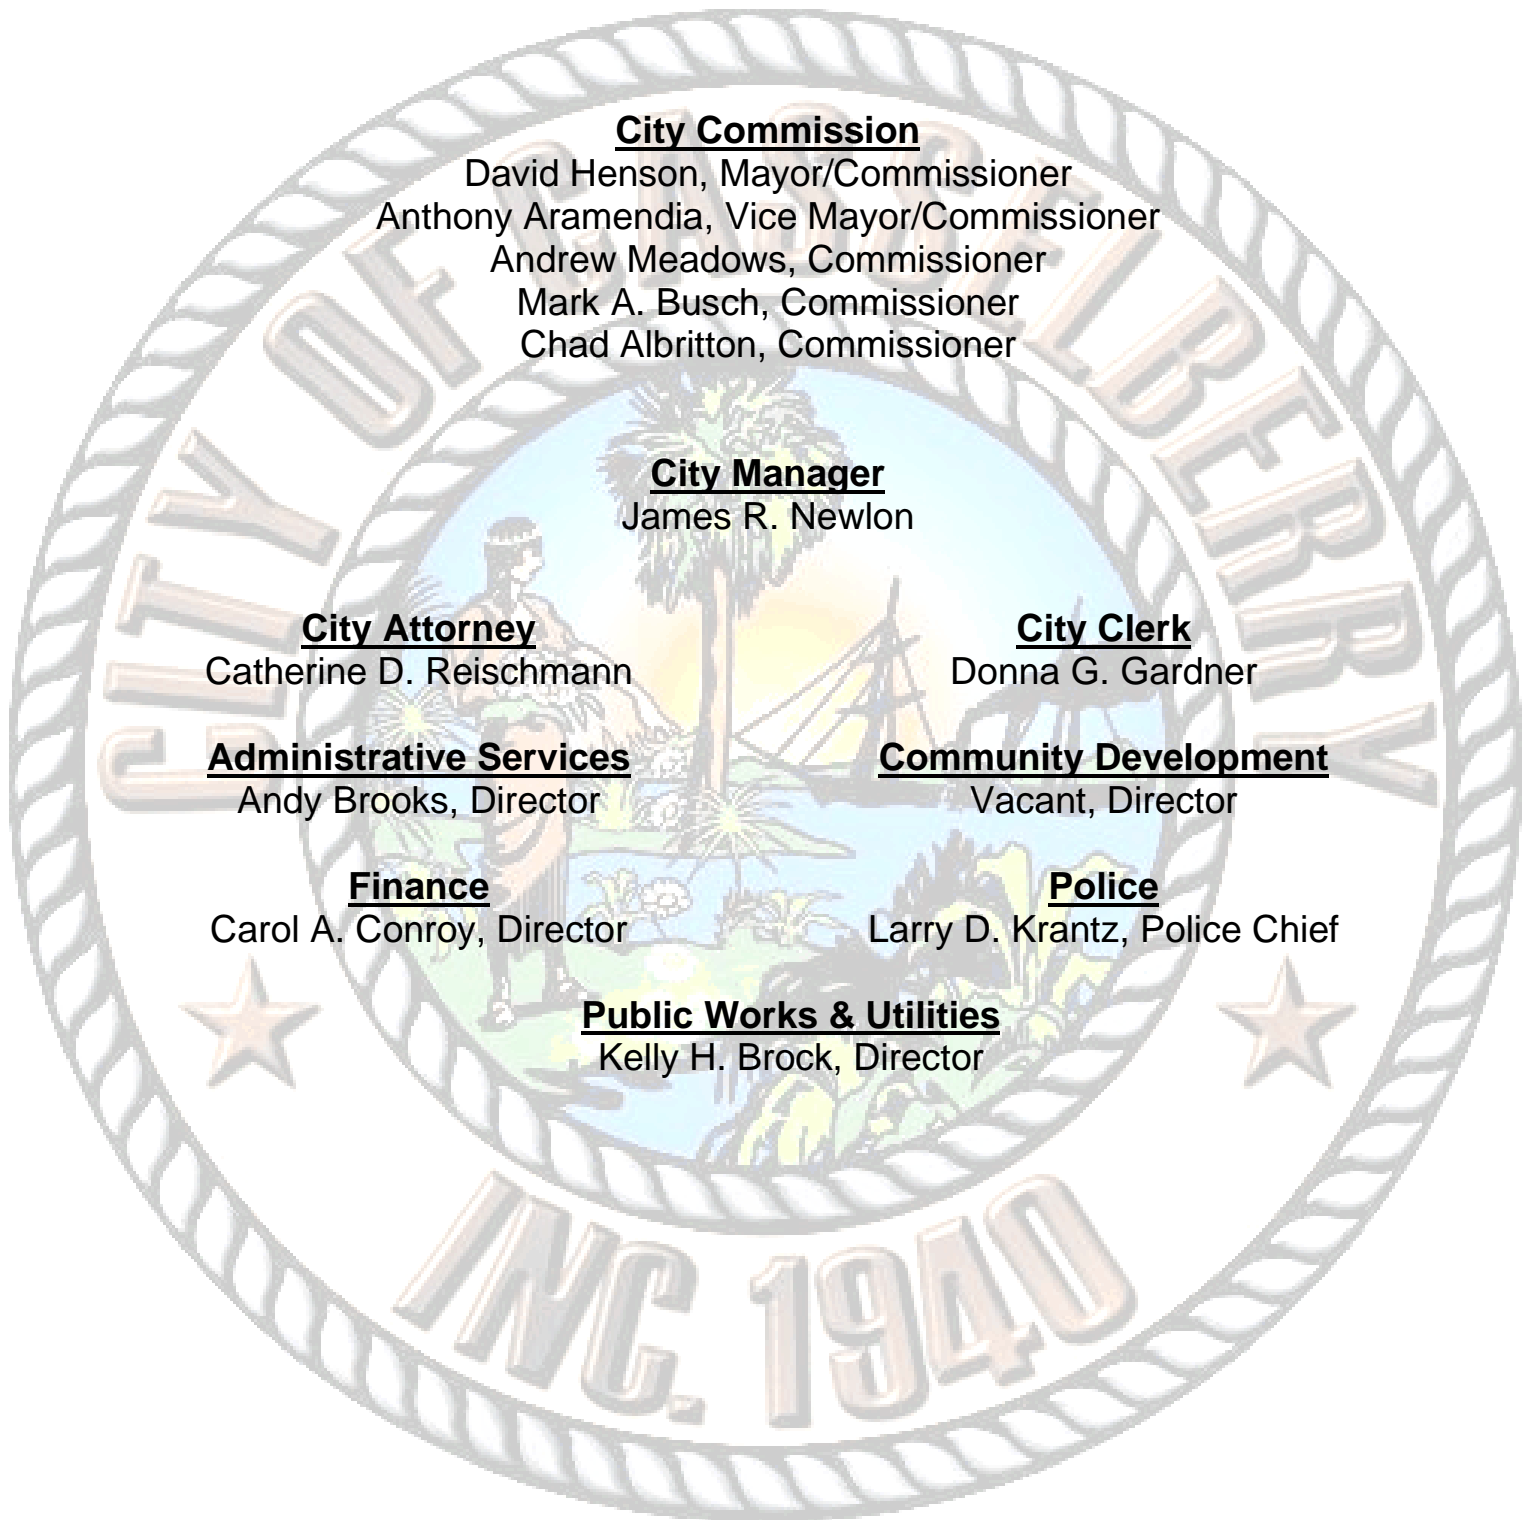 City Commission
David Henson, Mayor/Commissioner
Anthony Aramendia, Vice Mayor/Commissioner
Andrew Meadows, Commissioner
Mark A. Busch, Commissioner
Chad Albritton, Commissioner
City Manager
James R. Newlon
City Attorney
Catherine D. Reischmann
City Clerk
Donna G. Gardner
Administrative Services
Andy Brooks, Director
Community Development
Vacant, Director
Finance
Carol A. Conroy, Director
Police
Larry D. Krantz, Police Chief
Public Works & Utilities
Kelly H. Brock, Director
CITY OF CASSELBERRY
INC. 1940